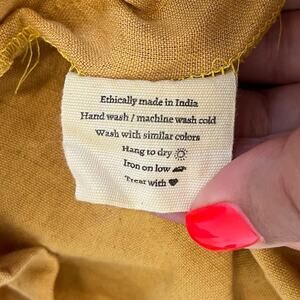 Ethically made in India
Hand wash / machine wash cold
Wash with similar colors
Hang to dry
Iron on low
Treat with